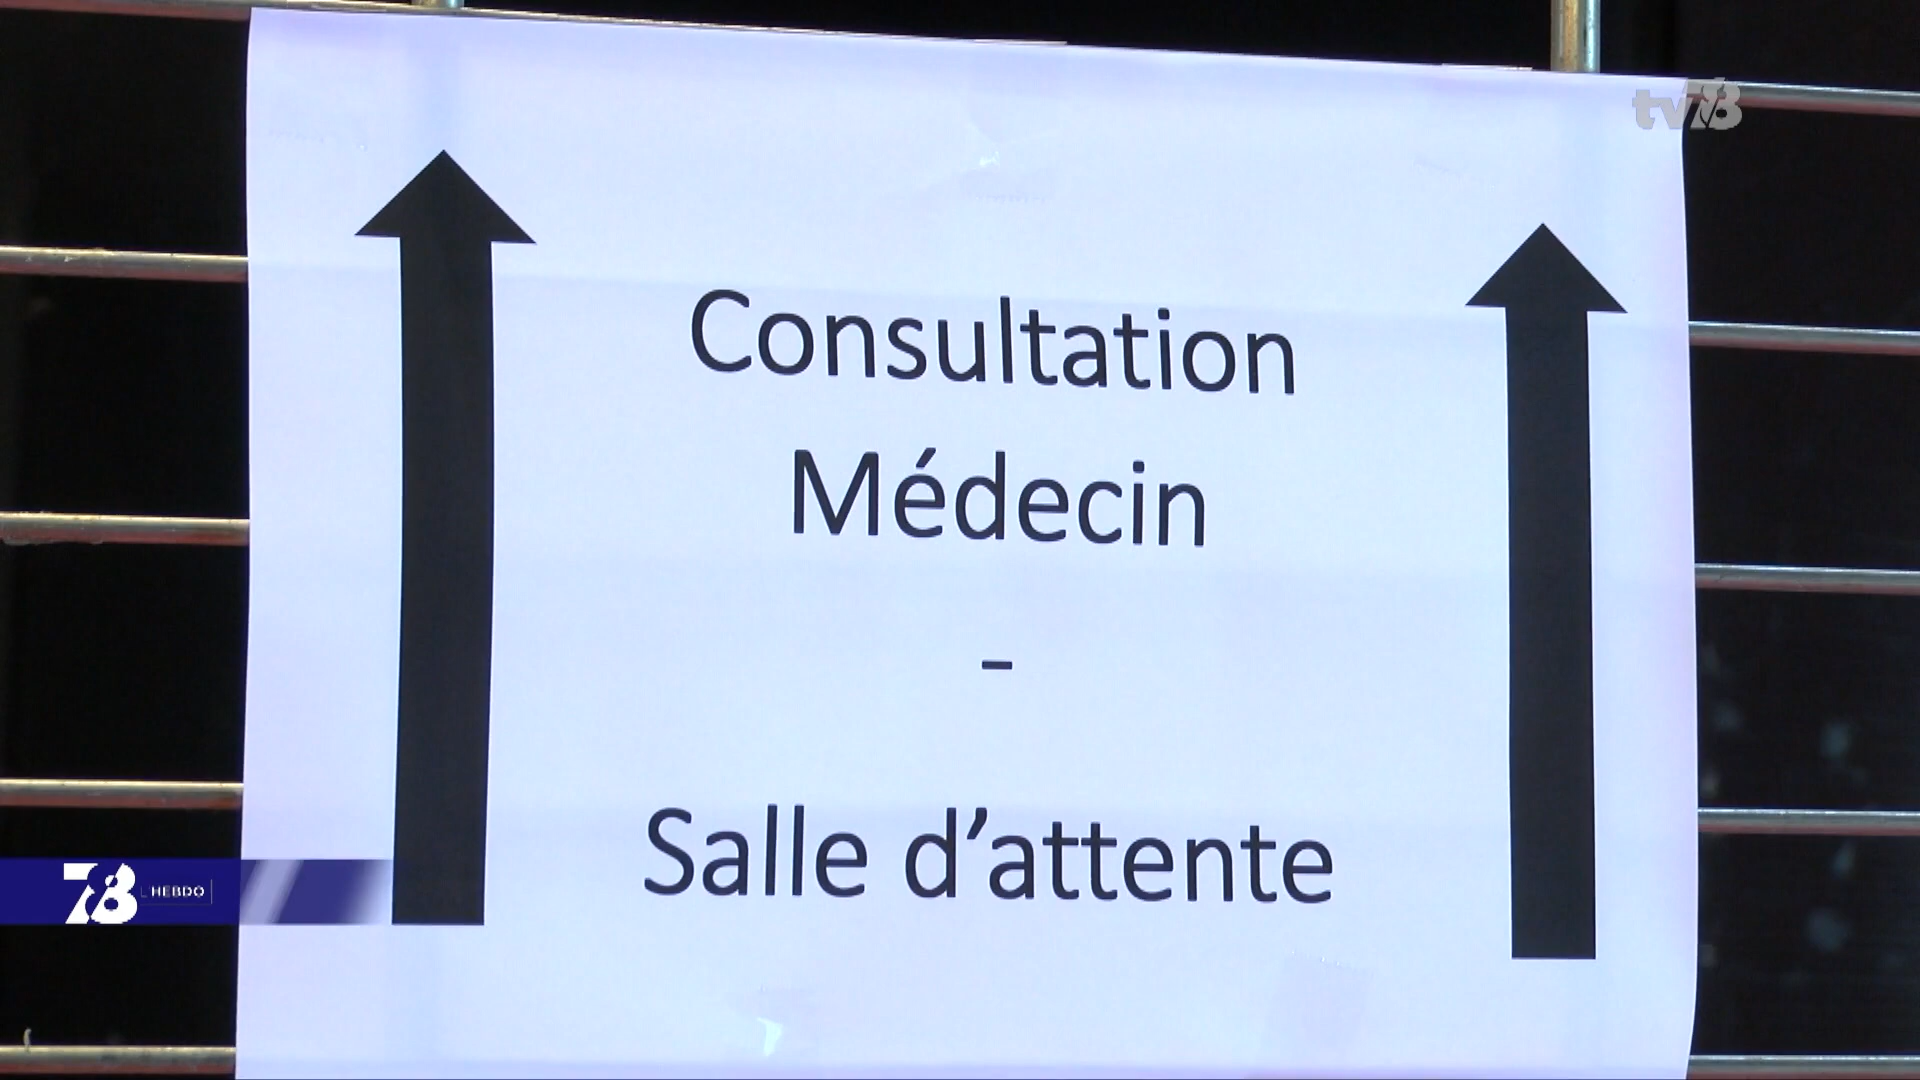 tv78
Consultation
Médecin
-
Salle d’attente
78 L'HEBDO